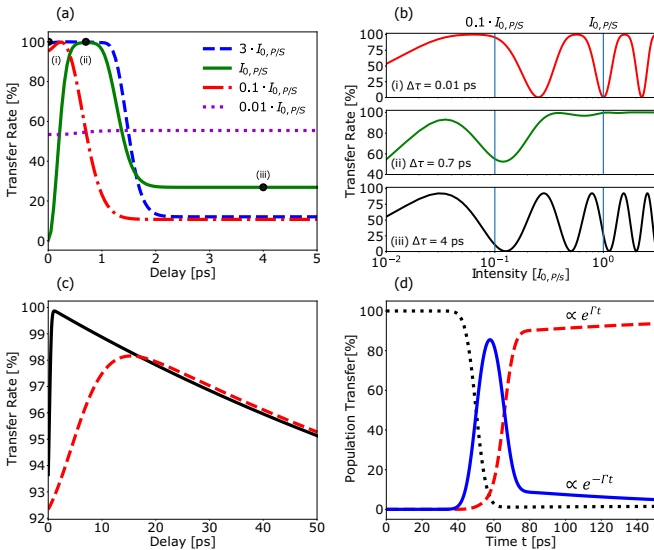 (a)
100
80
60
40
20
0
0
1
2
3
4
5
Transfer Rate [%]
Delay [ps]
(i)
(ii)
(iii)
3 · I0,P/S
I0,P/S
0.1 · I0,P/S
0.01 · I0,P/S
(b)
0.1 · I0,P/S
I0,P/S
100
75
50
25
0
(i) Δτ = 0.01 ps
100
80
60
40
(ii) Δτ = 0.7 ps
100
75
50
25
0
(iii) Δτ = 4 ps
Transfer Rate [%]
10−2
10−1
100
Intensity [I0,P/S]
(c)
100
99
98
97
96
95
94
93
92
0
10
20
30
40
50
Transfer Rate [%]
Delay [ps]
(d)
100
80
60
40
20
0
0
20
40
60
80
100
120
140
Population Transfer[%]
Time t [ps]
∝ eΓt
∝ e−Γt